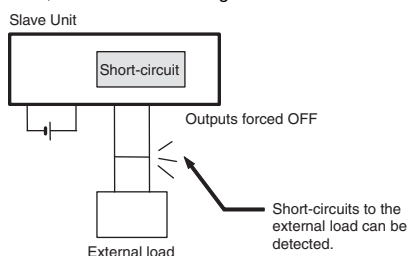 Slave Unit
Short-circuit
Outputs forced OFF
Short-circuits to the
external load can be
detected.
External load